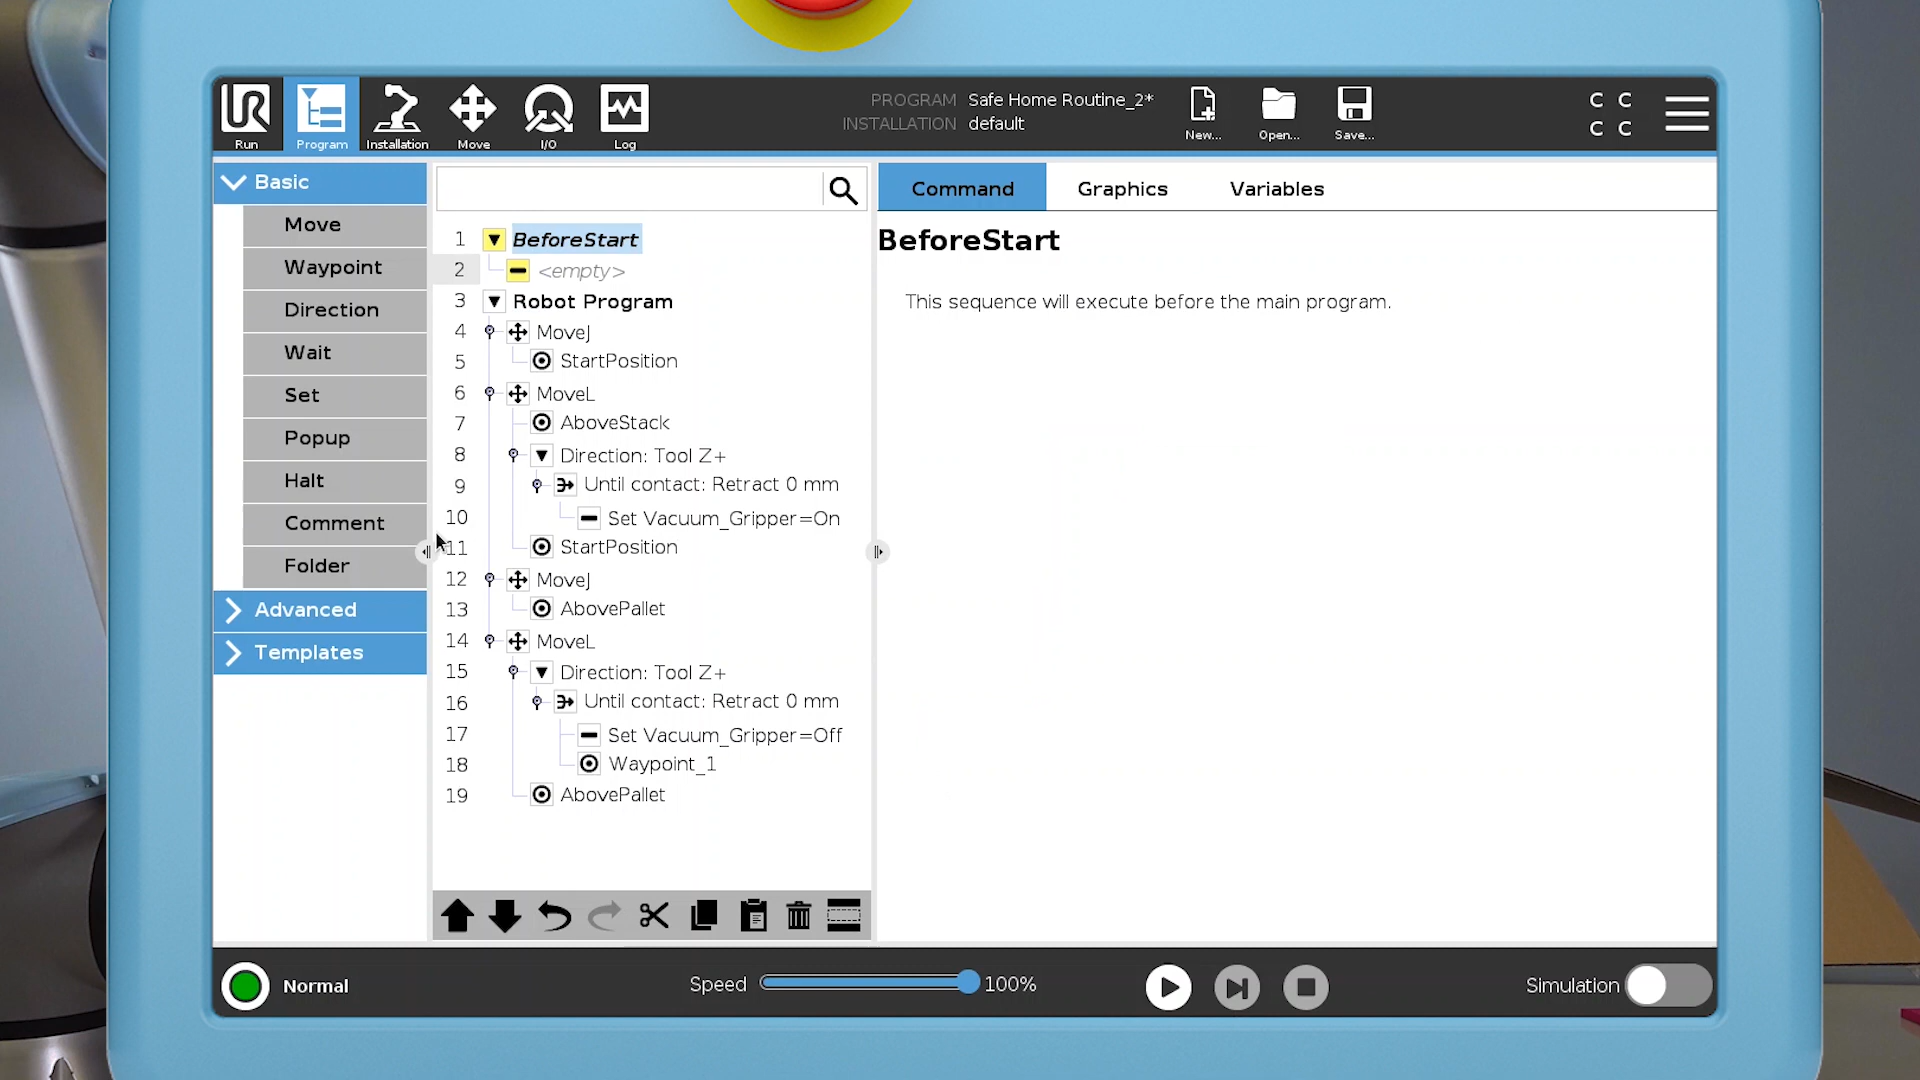 UR
Run
Program
Installation
Move
I/O
Log
PROGRAM Safe Home Routine_2*
INSTALLATION default
New...
Open...
Save...
C C
C C
Basic
Move
Waypoint
Direction
Wait
Set
Popup
Halt
Comment
Folder
Advanced
Templates
1 BeforeStart
2 <empty>
3 Robot Program
4 MoveJ
5 StartPosition
6 MoveL
7 AboveStack
8 Direction: Tool Z+
9 Until contact: Retract 0 mm
10 Set Vacuum_Gripper=On
11 StartPosition
12 MoveJ
13 AbovePallet
14 MoveL
15 Direction: Tool Z+
16 Until contact: Retract 0 mm
17 Set Vacuum_Gripper=Off
18 Waypoint_1
19 AbovePallet
Command
Graphics
Variables
BeforeStart
This sequence will execute before the main program.
Normal
Speed
100%
Simulation